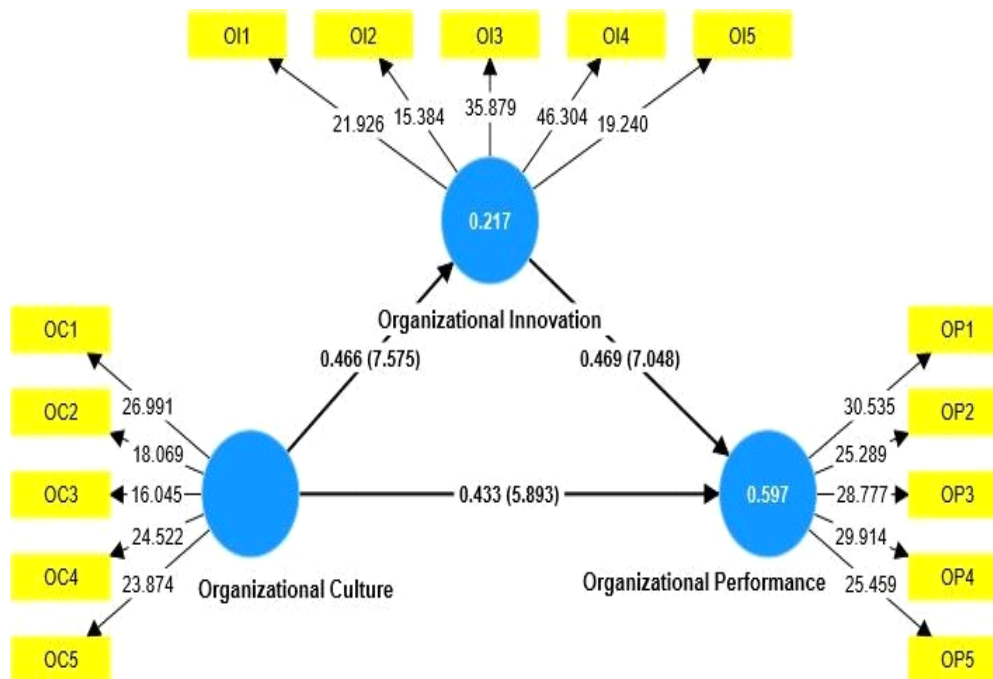 OI1
OI2
OI3
OI4
OI5
21.926
15.384
35.879
46.304
19.240
0.217
Organizational Innovation
0.466 (7.575)
0.469 (7.048)
OC1
OC2
OC3
OC4
OC5
26.991
18.069
16.045
24.522
23.874
Organizational Culture
0.433 (5.893)
0.597
Organizational Performance
30.535
25.289
28.777
29.914
25.459
OP1
OP2
OP3
OP4
OP5